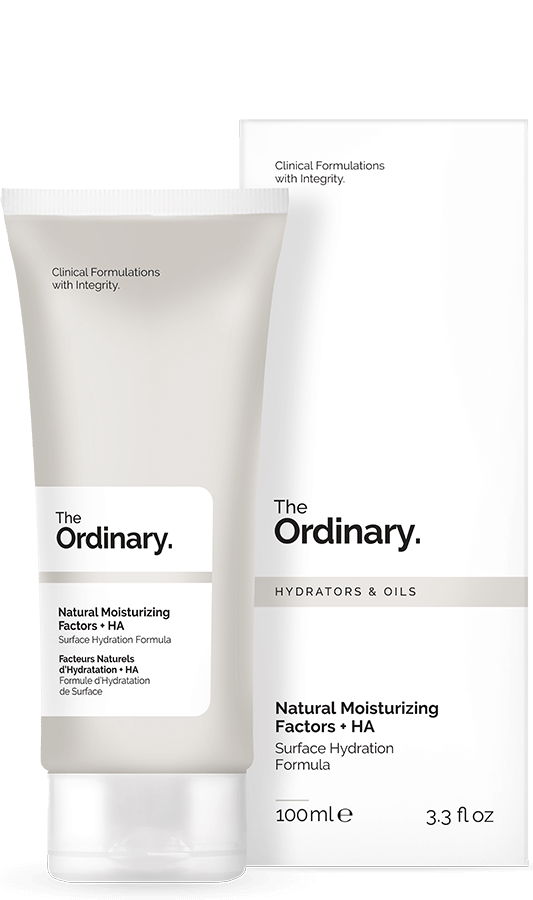 Clinical Formulations
with Integrity.
The
Ordinary.
Natural Moisturizing
Factors + HA
Surface Hydration Formula
Facteurs Naturels
d'Hydratation + HA
Formule d'Hydratation
de Surface
Clinical Formulations
with Integrity.
The
Ordinary.
HYDRATORS & OILS
Natural Moisturizing
Factors + HA
Surface Hydration
Formula
100ml℮
3.3 fl oz